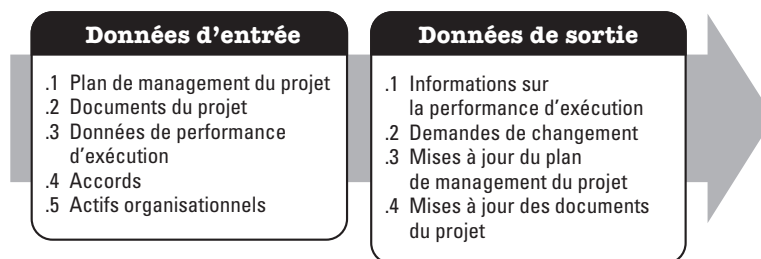 Données d'entrée
.1 Plan de management du projet
.2 Documents du projet
.3 Données de performance
d'exécution
.4 Accords
.5 Actifs organisationnels
Données de sortie
.1 Informations sur
la performance d'exécution
.2 Demandes de changement
.3 Mises à jour du plan
de management du projet
.4 Mises à jour des documents
du projet